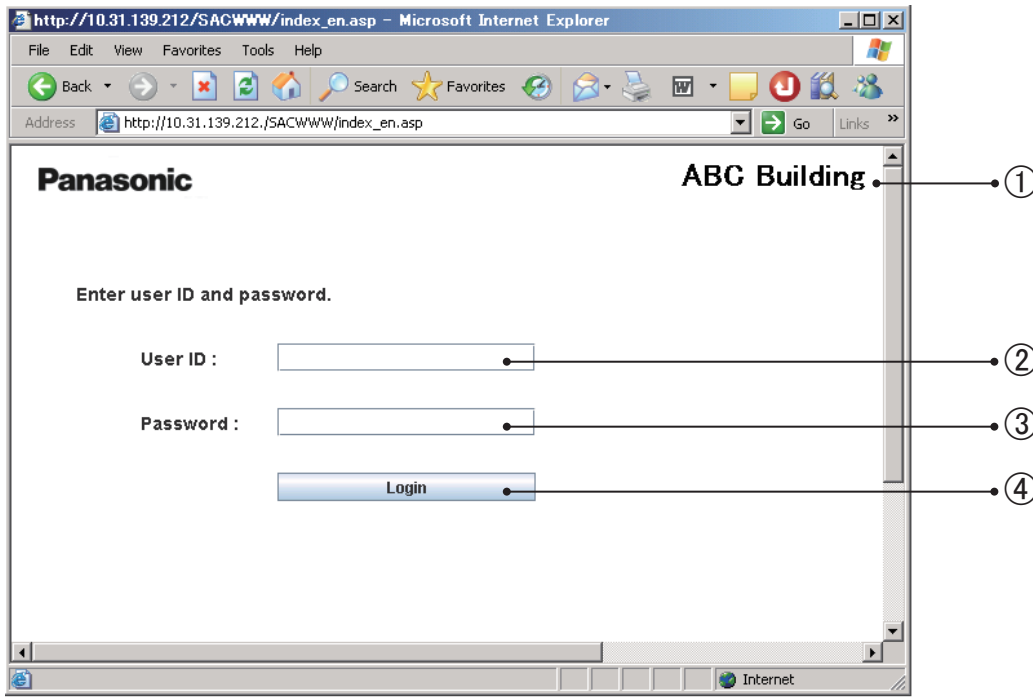 http://10.31.139.212/SACWWW/index_en.asp - Microsoft Internet Explorer
File Edit View Favorites Tools Help
Back Search Favorites
Address http://10.31.139.212./SACWWW/index_en.asp Go Links »
Panasonic ABC Building ①
Enter user ID and password.
User ID : ②
Password : ③
Login ④
Internet